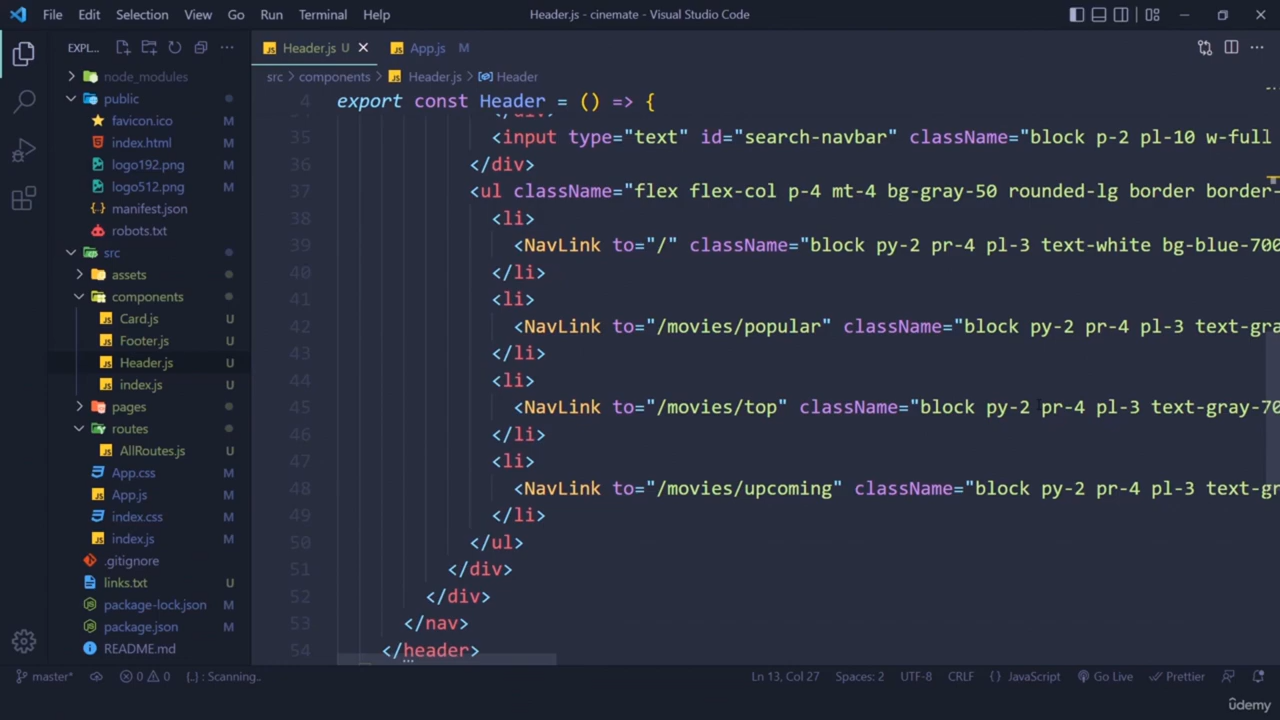 File Edit Selection View Go Run Terminal Help Header.js - cinemate - Visual Studio Code
EXPL... Header.js U App.js M
node_modules
public
favicon.ico
index.html
logo192.png
logo512.png
manifest.json
robots.txt
src
assets
components
Card.js U
Footer.js U
Header.js U
index.js U
pages
routes
AllRoutes.js U
App.css M
App.js M
index.css M
index.js M
.gitignore
links.txt U
package-lock.json M
package.json M
README.md
src > components > Header.js > Header
4 export const Header = () => {
35 <input type="text" id="search-navbar" className="block p-2 pl-10 w-full
36 </div>
37 <ul className="flex flex-col p-4 mt-4 bg-gray-50 rounded-lg border border-
38 <li>
39 <NavLink to="/" className="block py-2 pr-4 pl-3 text-white bg-blue-700
40 </li>
41 <li>
42 <NavLink to="/movies/popular" className="block py-2 pr-4 pl-3 text-gra
43 </li>
44 <li>
45 <NavLink to="/movies/top" className="block py-2 pr-4 pl-3 text-gray-70
46 </li>
47 <li>
48 <NavLink to="/movies/upcoming" className="block py-2 pr-4 pl-3 text-gr
49 </li>
50 </ul>
51 </div>
52 </div>
53 </nav>
54 </header>
master* 0 0 {..} : Scanning.. Ln 13, Col 27 Spaces: 2 UTF-8 CRLF {} JavaScript Go Live Prettier
ûdemy